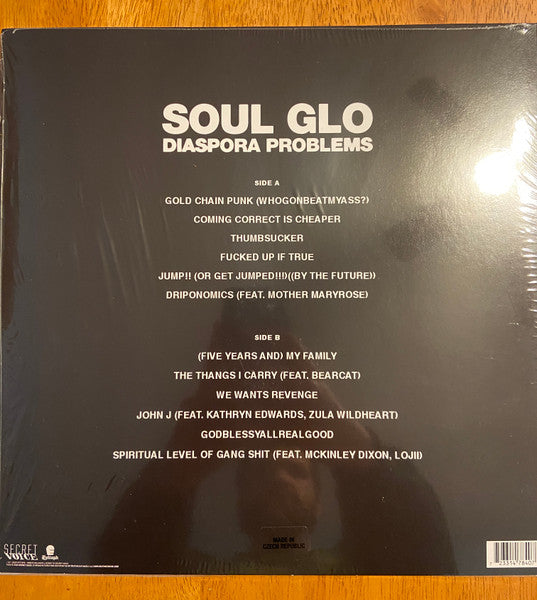 SOUL GLO
DIASPORA PROBLEMS
SIDE A
GOLD CHAIN PUNK (WHOGONBEATMYASS?)
COMING CORRECT IS CHEAPER
THUMBSUCKER
FUCKED UP IF TRUE
JUMP!! (OR GET JUMPED!!!)((BY THE FUTURE))
DRIPONOMICS (FEAT. MOTHER MARYROSE)
SIDE B
(FIVE YEARS AND) MY FAMILY
THE THANGS I CARRY (FEAT. BEARCAT)
WE WANTS REVENGE
JOHN J (FEAT. KATHRYN EDWARDS, ZULA WILDHEART)
GODBLESSYALLREALGOOD
SPIRITUAL LEVEL OF GANG SHIT (FEAT. MCKINLEY DIXON, LOJII)
MADE IN
CZECH REPUBLIC
SECRET
VOICE
Epitaph